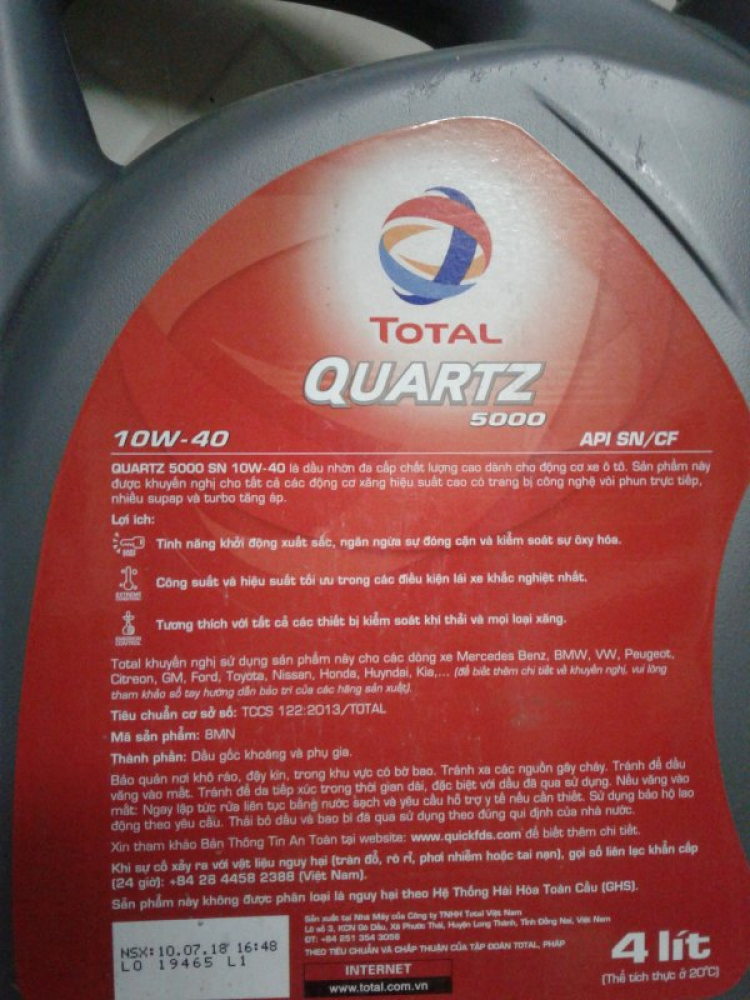 TOTAL
QUARTZ
5000
10W-40
API SN/CF
QUARTZ 5000 SN 10W-40 là dầu nhờn đa cấp chất lượng cao dành cho động cơ xe ô tô. Sản phẩm này
được khuyến nghị cho tất cả các động cơ xăng hiệu suất cao có trang bị công nghệ vòi phun trực tiếp,
nhiều supap và turbo tăng áp.
Lợi ích:
Tính năng khởi động xuất sắc, ngăn ngừa sự đóng cặn và kiểm soát sự ôxy hóa.
Công suất và hiệu suất tối ưu trong các điều kiện lái xe khắc nghiệt nhất.
Tương thích với tất cả các thiết bị kiểm soát khí thải và mọi loại xăng.
Total khuyến nghị sử dụng sản phẩm này cho các dòng xe Mercedes Benz, BMW, VW, Peugeot,
Citreon, GM, Ford, Toyota, Nissan, Honda, Huyndai, Kia,... (để biết thêm chi tiết về khuyến nghị, vui lòng
tham khảo sổ tay hướng dẫn bảo trì của các hãng sản xuất).
Tiêu chuẩn cơ sở số: TCCS 122:2013/TOTAL
Mã sản phẩm: 8MN
Thành phần: Dầu gốc khoáng và phụ gia.
Bảo quản nơi khô ráo, đậy kín, trong khu vực có bờ bao. Tránh xa các nguồn gây cháy. Tránh để dầu
văng vào mắt. Tránh để da tiếp xúc trong thời gian dài, đặc biệt với dầu đã qua sử dụng. Nếu văng vào
mắt: Ngay lập tức rửa liên tục bằng nước sạch và yêu cầu hỗ trợ y tế nếu cần thiết. Sử dụng bảo hộ lao
động theo yêu cầu. Thải bỏ dầu và bao bì đã qua sử dụng theo đúng qui định của nhà nước.
Xin tham khảo Bản Thông Tin An Toàn tại website: www.quickfds.com để biết thêm chi tiết.
Khi sự cố xảy ra với vật liệu nguy hại (tràn đổ, rò rỉ, phơi nhiễm hoặc tai nạn), gọi số liên lạc khẩn cấp
(24 giờ): +84 28 4458 2388 (Việt Nam).
Sản phẩm này không được phân loại là nguy hại theo Hệ Thống Hài Hòa Toàn Cầu (GHS).
Sản xuất tại Nhà Máy của Công ty TNHH Total Việt Nam
Lô số 3, KCN Gò Dầu, Xã Phước Thái, Huyện Long Thành, Tỉnh Đồng Nai, Việt Nam
ĐT: +84 251 354 3059
THEO TIÊU CHUẨN VÀ CHẤP THUẬN CỦA TẬP ĐOÀN TOTAL, PHÁP
NSX:10.07.18 16:48
LO 19465 L1
INTERNET
www.total.com.vn
4 lít
(Thể tích thực ở 20°C)